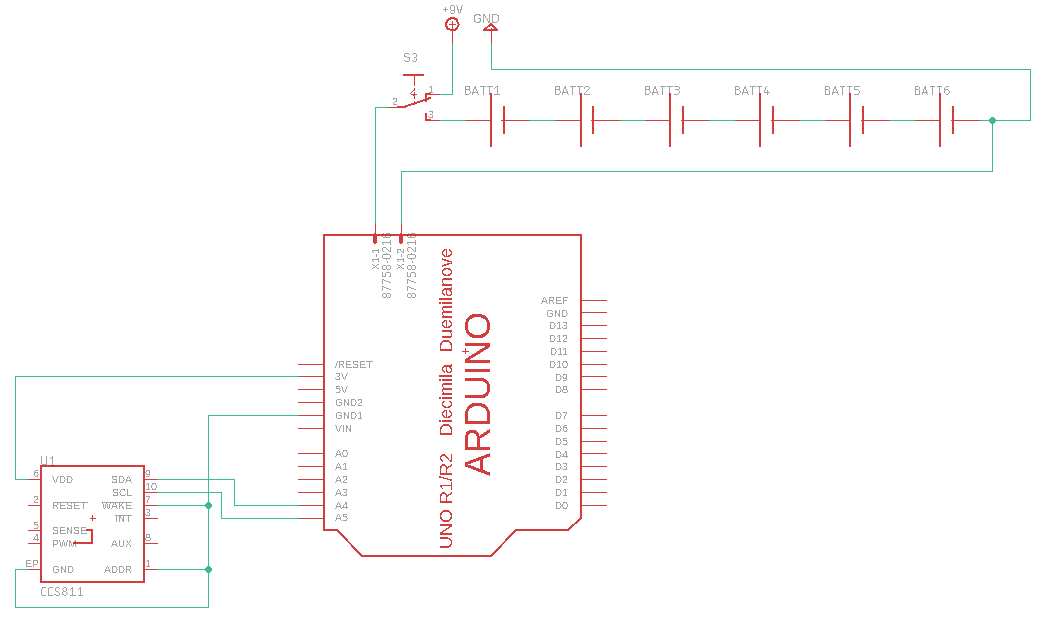 +9V
GND
S3
1
2
3
BATT1
BATT2
BATT3
BATT4
BATT5
BATT6
X1-1
87758-0216
X1-2
87758-0216
UNO R1/R2 Diecimila Duemilanove
ARDUINO
AREF
GND
D13
D12
D11
D10
D9
D8
D7
D6
D5
D4
D3
D2
D1
D0
/RESET
3V
5V
GND2
GND1
VIN
A0
A1
A2
A3
A4
A5
U1
6 VDD SDA 9
SCL 10
2 RESET WAKE 7
INT 3
5 SENSE
4 PWM AUX 8
EP GND ADDR 1
CCS811